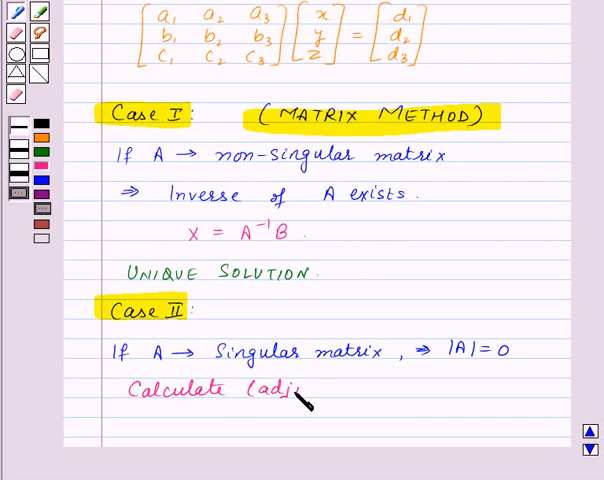 [a₁ a₂ a₃] [x] = [d₁]
[b₁ b₂ b₃] [y] = [d₂]
[c₁ c₂ c₃] [z] = [d₃]
Case I: (MATRIX METHOD)
If A → non-singular matrix
⇒ Inverse of A exists.
X = A⁻¹B.
UNIQUE SOLUTION.
Case II:
If A → Singular matrix, ⇒ |A| = 0
Calculate (adj.